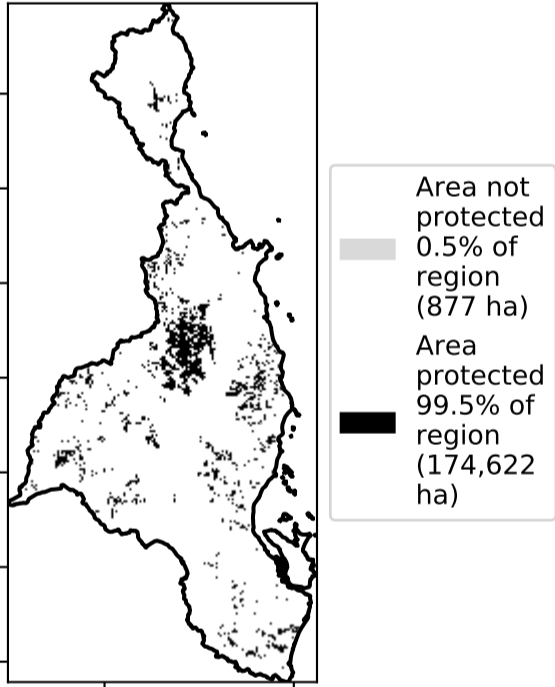 Area not
protected
0.5% of
region
(877 ha)
Area
protected
99.5% of
region
(174,622
ha)